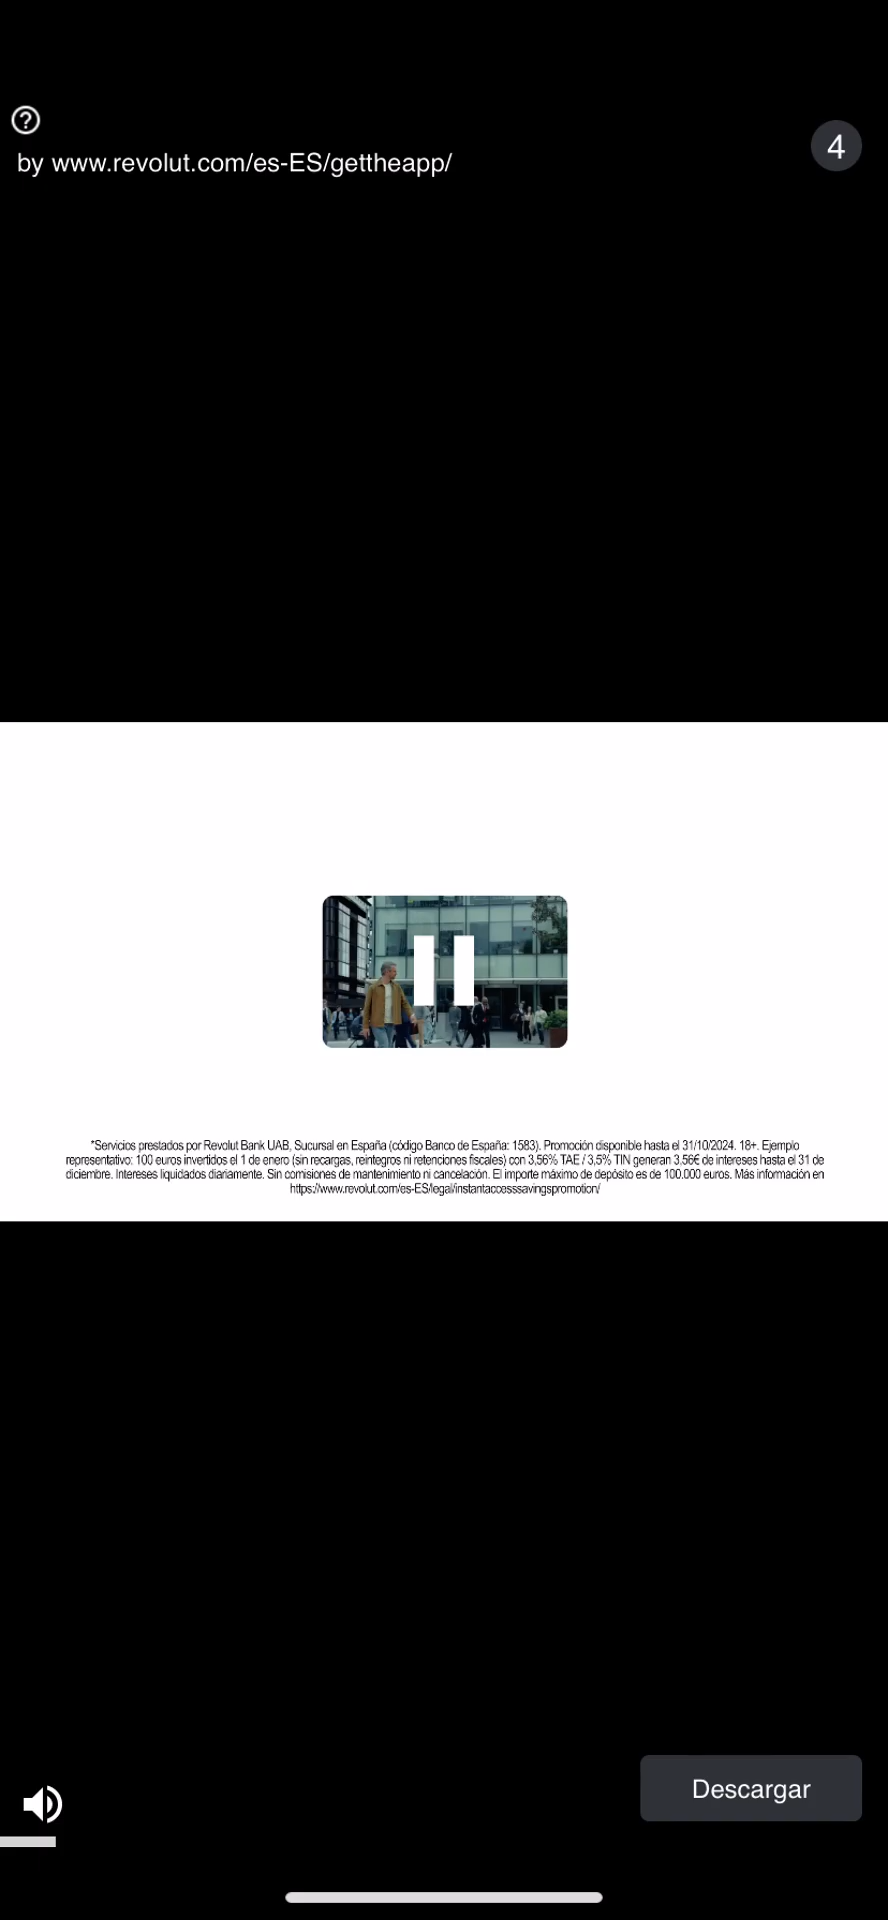 by www.revolut.com/es-ES/gettheapp/
4
*Servicios prestados por Revolut Bank UAB, Sucursal en España (código Banco de España: 1583). Promoción disponible hasta el 31/10/2024. 18+. Ejemplo
representativo: 100 euros invertidos el 1 de enero (sin recargas, reintegros ni retenciones fiscales) con 3,56% TAE / 3,5% TIN generan 3,56€ de intereses hasta el 31 de
diciembre. Intereses liquidados diariamente. Sin comisiones de mantenimiento ni cancelación. El importe máximo de depósito es de 100.000 euros. Más información en
https://www.revolut.com/es-ES/legal/instantaccesssavingspromotion/
Descargar